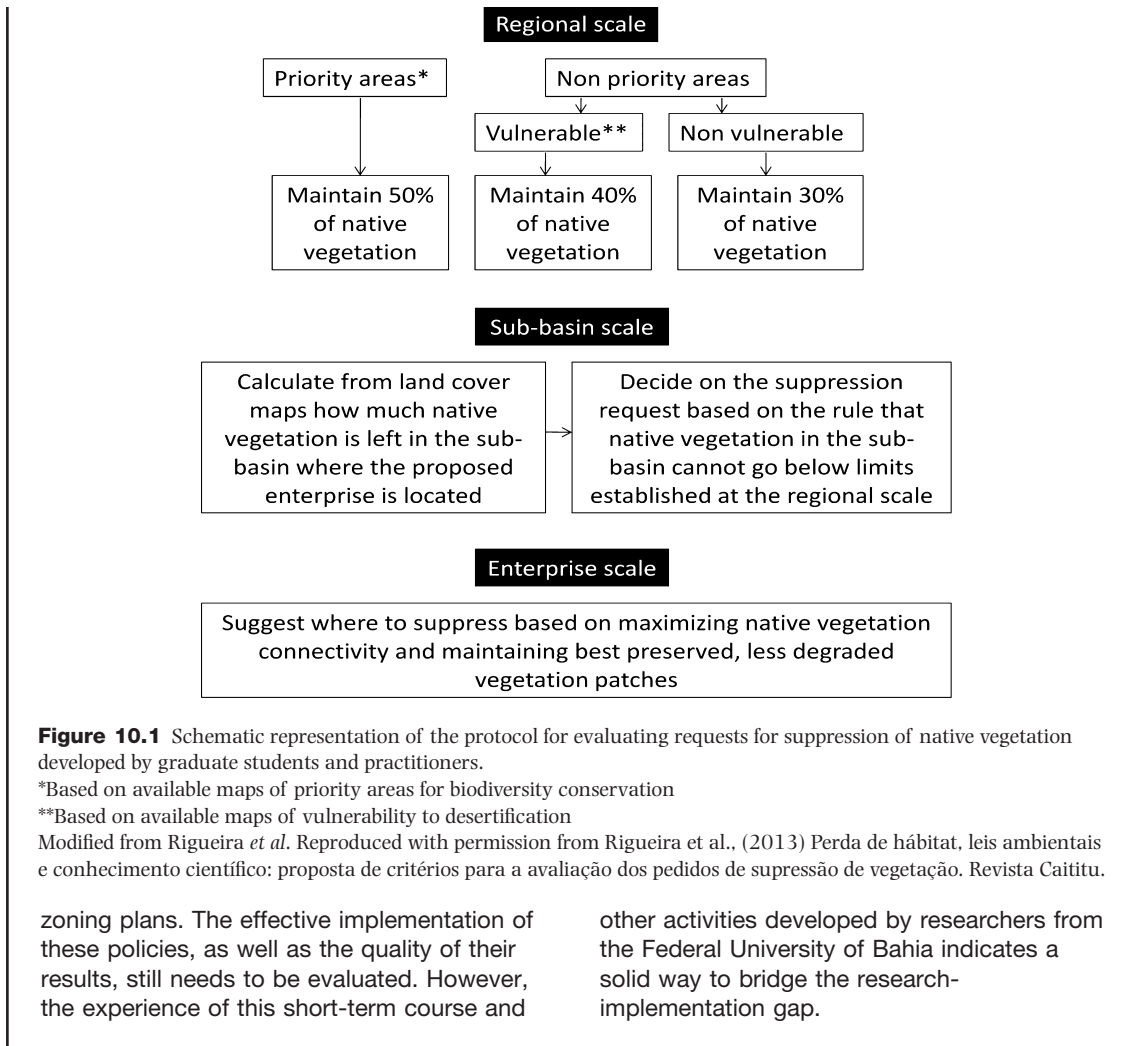 Regional scale
Priority areas*
Non priority areas
Vulnerable**
Non vulnerable
Maintain 50%
of native
vegetation
Maintain 40%
of native
vegetation
Maintain 30%
of native
vegetation
Sub-basin scale
Calculate from land cover
maps how much native
vegetation is left in the sub-
basin where the proposed
enterprise is located
Decide on the suppression
request based on the rule that
native vegetation in the sub-
basin cannot go below limits
established at the regional scale
Enterprise scale
Suggest where to suppress based on maximizing native vegetation
connectivity and maintaining best preserved, less degraded
vegetation patches
Figure 10.1 Schematic representation of the protocol for evaluating requests for suppression of native vegetation
developed by graduate students and practitioners.
*Based on available maps of priority areas for biodiversity conservation
**Based on available maps of vulnerability to desertification
Modified from Rigueira et al. Reproduced with permission from Rigueira et al., (2013) Perda de hábitat, leis ambientais
e conhecimento científico: proposta de critérios para a avaliação dos pedidos de supressão de vegetação. Revista Caititu.
zoning plans. The effective implementation of
these policies, as well as the quality of their
results, still needs to be evaluated. However,
the experience of this short-term course and
other activities developed by researchers from
the Federal University of Bahia indicates a
solid way to bridge the research-
implementation gap.